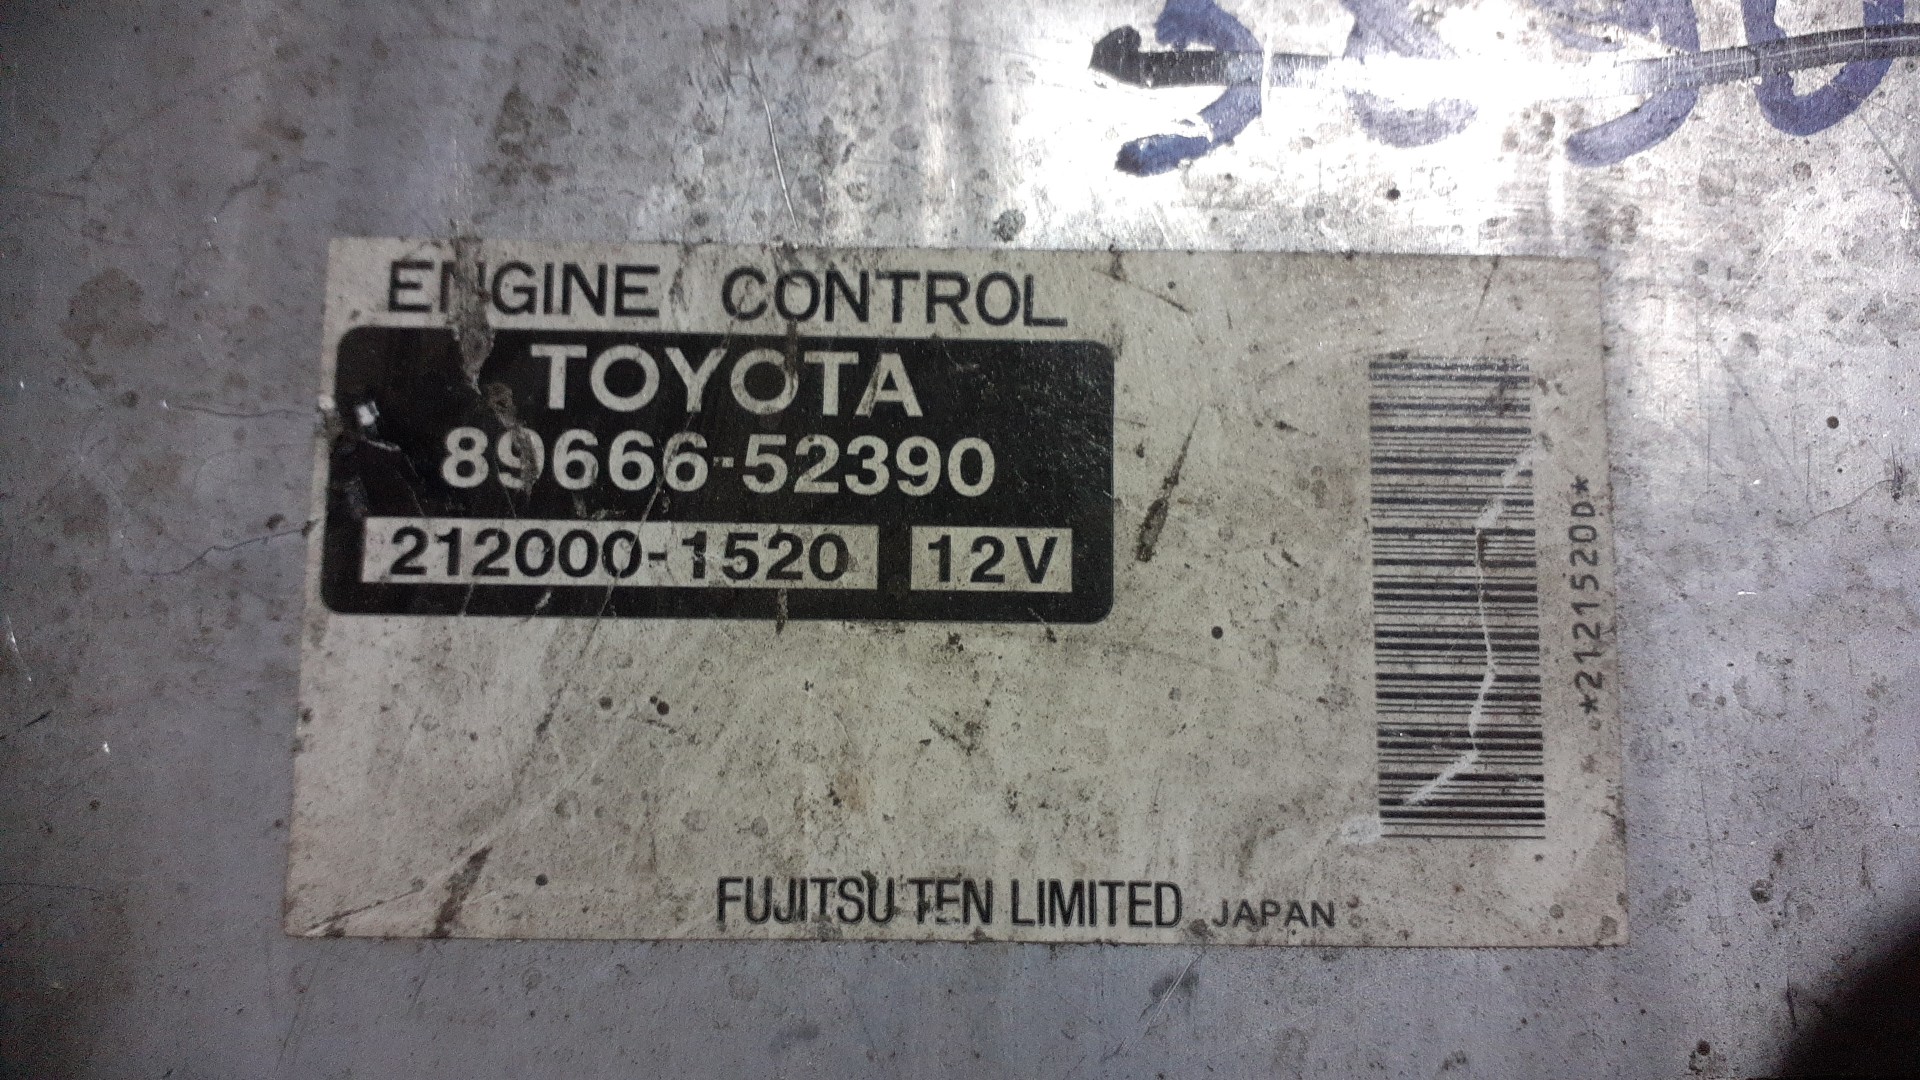 ENGINE CONTROL
TOYOTA
89666-52390
212000-1520 12V
*2121520D*
FUJITSU TEN LIMITED JAPAN